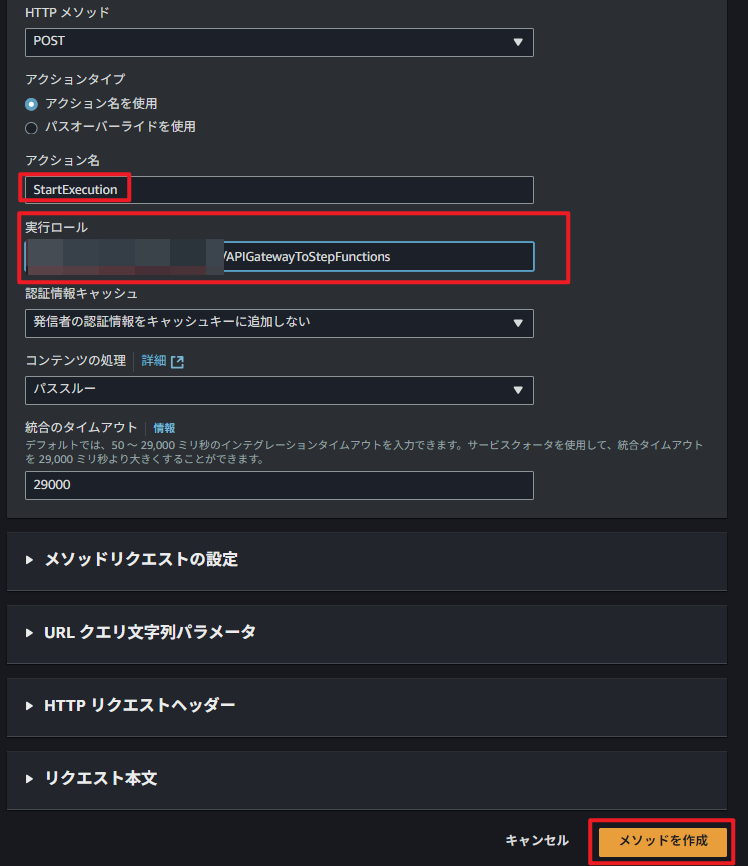 HTTP メソッド
POST
アクションタイプ
アクション名を使用
パスオーバーライドを使用
アクション名
StartExecution
実行ロール
/APIGatewayToStepFunctions
認証情報キャッシュ
発信者の認証情報をキャッシュキーに追加しない
コンテンツの処理 詳細
パススルー
統合のタイムアウト 情報
デフォルトでは、50 ～ 29,000 ミリ秒のインテグレーションタイムアウトを入力できます。サービスクォータを使用して、統合タイムアウト
を 29,000 ミリ秒より大きくすることができます。
29000
メソッドリクエストの設定
URL クエリ文字列パラメータ
HTTP リクエストヘッダー
リクエスト本文
キャンセル メソッドを作成